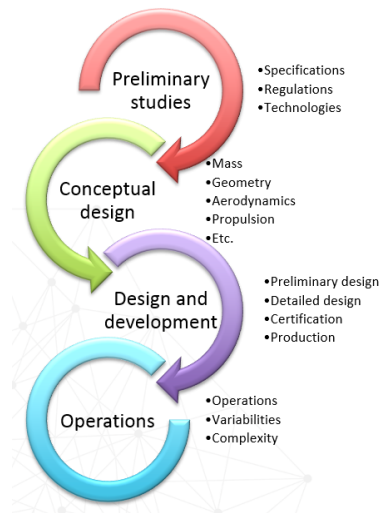 Preliminary
studies
•Specifications
•Regulations
•Technologies
Conceptual
design
•Mass
•Geometry
•Aerodynamics
•Propulsion
•Etc.
Design and
development
•Preliminary design
•Detailed design
•Certification
•Production
Operations
•Operations
•Variabilities
•Complexity